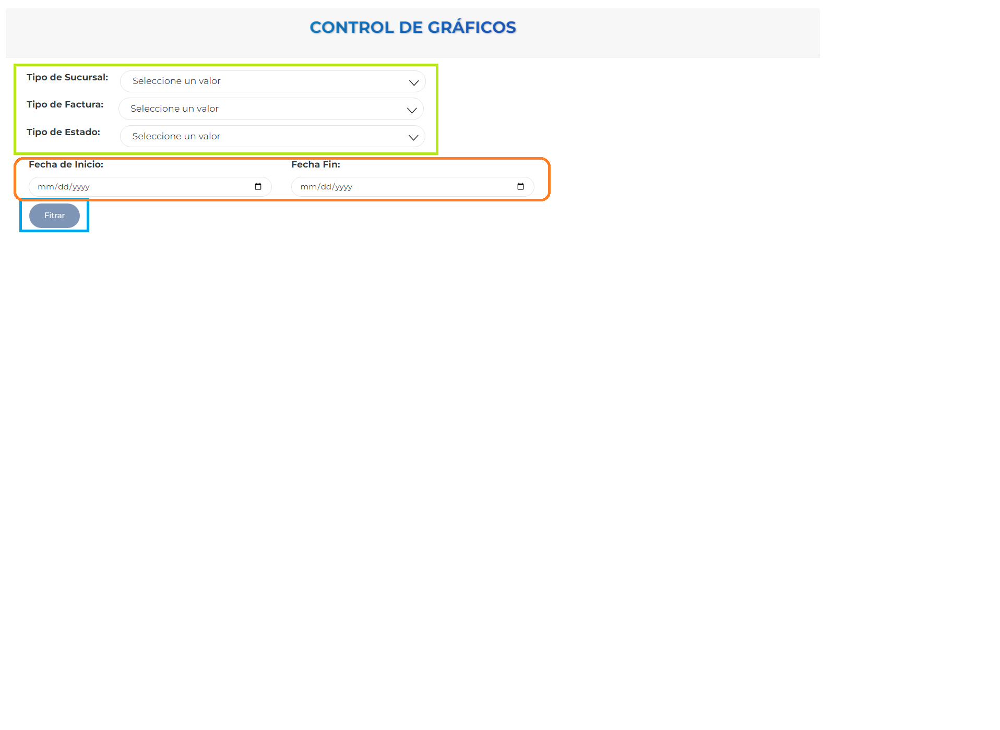 CONTROL DE GRÁFICOS
Tipo de Sucursal: Seleccione un valor
Tipo de Factura: Seleccione un valor
Tipo de Estado: Seleccione un valor
Fecha de Inicio: Fecha Fin:
mm/dd/yyyy mm/dd/yyyy
Fitrar